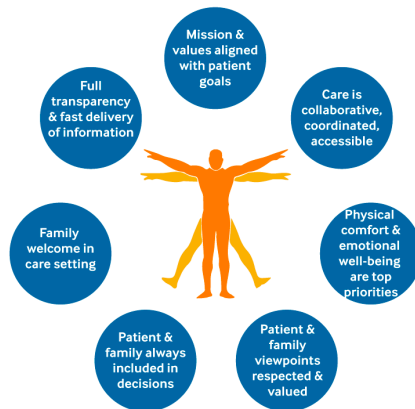 Mission &
values aligned
with patient
goals
Care is
collaborative,
coordinated,
accessible
Physical comfort &
emotional
well-being
are top
priorities
Patient &
family
viewpoints
respected &
valued
Patient &
family always
included in
decisions
Family
welcome in
care setting
Full
transparency
& fast delivery
of information